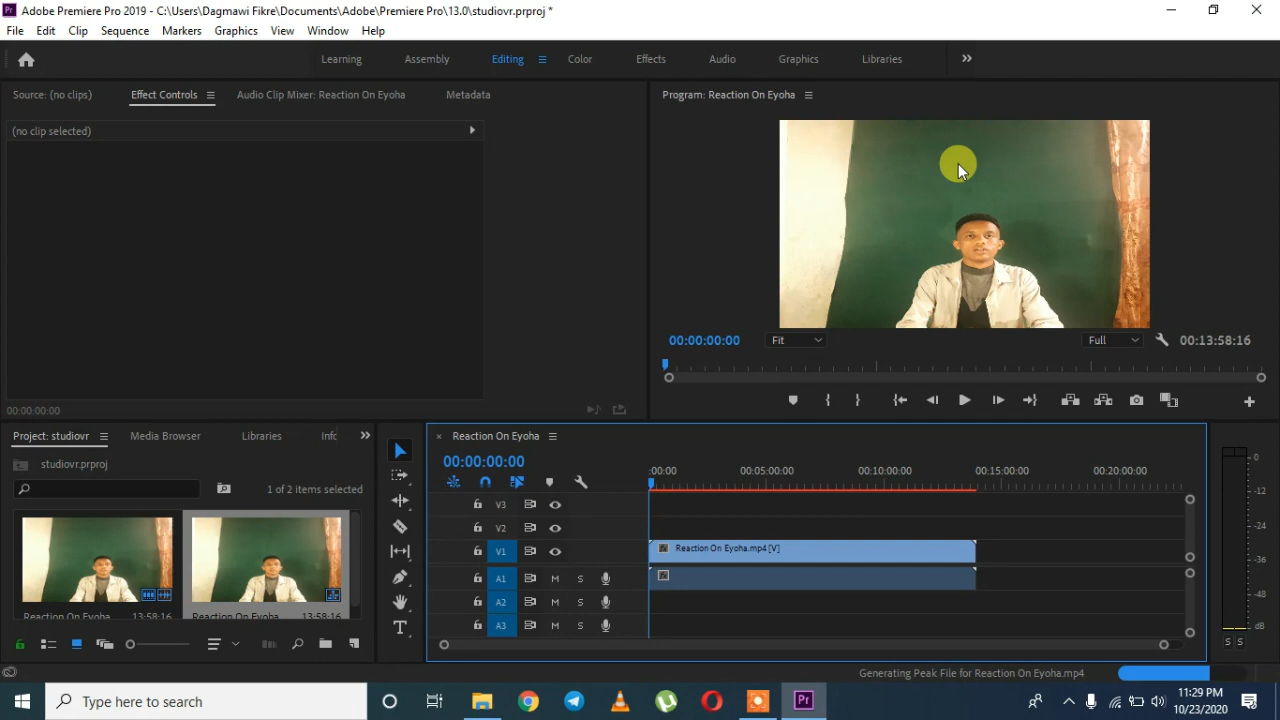 Adobe Premiere Pro 2019 - C:\Users\Dagmawi Fikre\Documents\Adobe\Premiere Pro\13.0\studiovr.prproj *
File Edit Clip Sequence Markers Graphics View Window Help
Learning Assembly Editing Color Effects Audio Graphics Libraries
Source: (no clips) Effect Controls Audio Clip Mixer: Reaction On Eyoha Metadata
Program: Reaction On Eyoha
(no clip selected)
00:00:00:00 Fit Full 00:13:58:16
00:00:00:00
Project: studiovr Media Browser Libraries Info
studiovr.prproj
1 of 2 items selected
Reaction On Eyoha 13:58:16
Reaction On Eyoha 13:58:16
Reaction On Eyoha
00:00:00:00
:00:00 00:05:00:00 00:10:00:00 00:15:00:00 00:20:00:00
V3
V2
V1 Reaction On Eyoha.mp4 [V]
A1 M S
A2 M S
A3 M S
0
-12
-24
-36
-48
dB
S S
Generating Peak File for Reaction On Eyoha.mp4
Pr
Type here to search
11:29 PM
10/23/2020